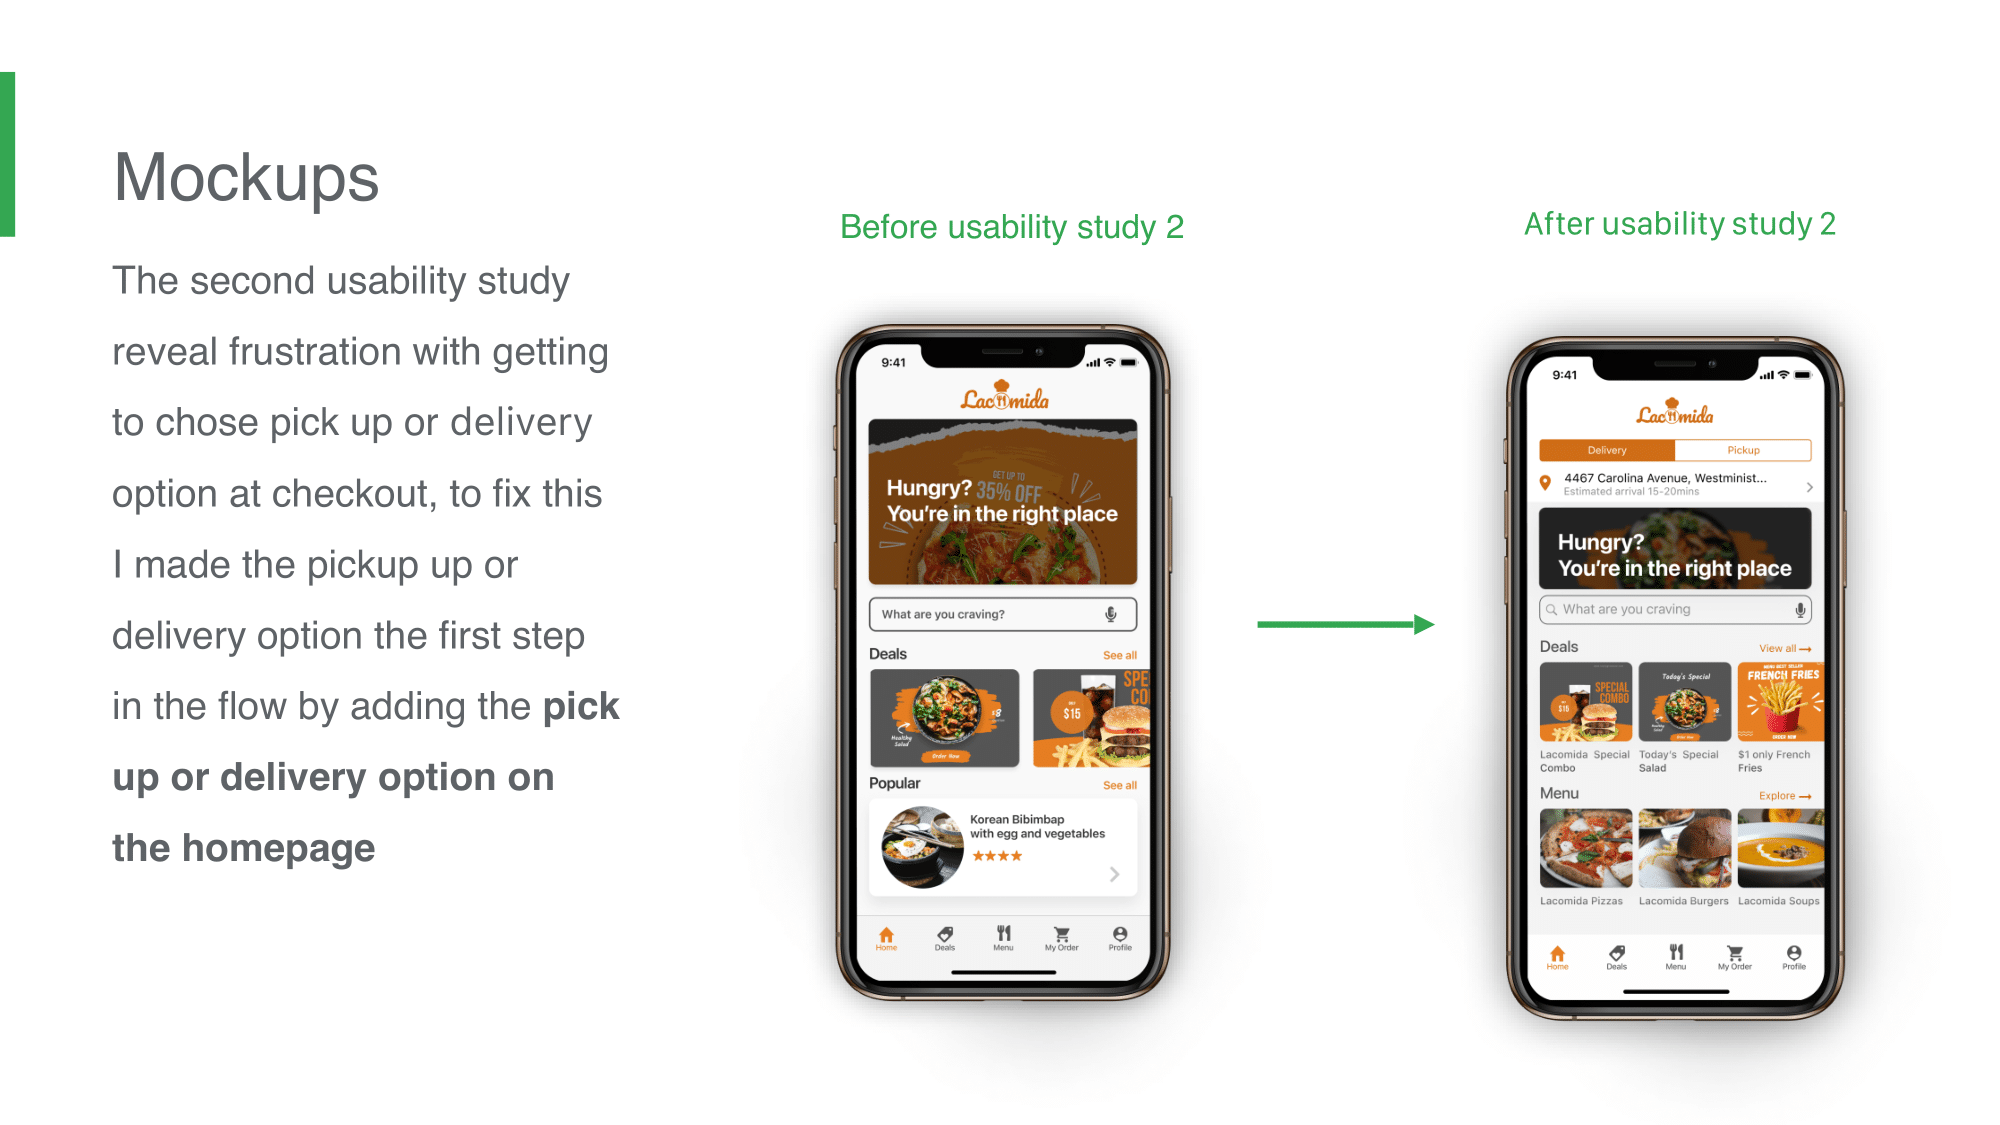 Mockups
The second usability study
reveal frustration with getting
to chose pick up or delivery
option at checkout, to fix this
I made the pickup up or
delivery option the first step
in the flow by adding the pick
up or delivery option on
the homepage
Before usability study 2
9:41
Lacomida
GET UP TO
35% OFF
Hungry?
You're in the right place
What are you craving?
Deals
See all
Healthy
Salad
$8
Order Now
SPE
CO
$15
Popular
See all
Korean Bibimbap
with egg and vegetables
Home
Deals
Menu
My Order
Profile
After usability study 2
9:41
Lacomida
Delivery
Pickup
4467 Carolina Avenue, Westminist...
Estimated arrival 15-20mins
Hungry?
You're in the right place
What are you craving
Deals
View all
SPECIAL
COMBO
$15
Today's Special
$8
Order Now
MENU BEST SELLER
FRENCH FRIES
ORDER NOW
Lacomida Special
Combo
Today's Special
Salad
$1 only French
Fries
Menu
Explore
Lacomida Pizzas
Lacomida Burgers
Lacomida Soups
Home
Deals
Menu
My Order
Profile